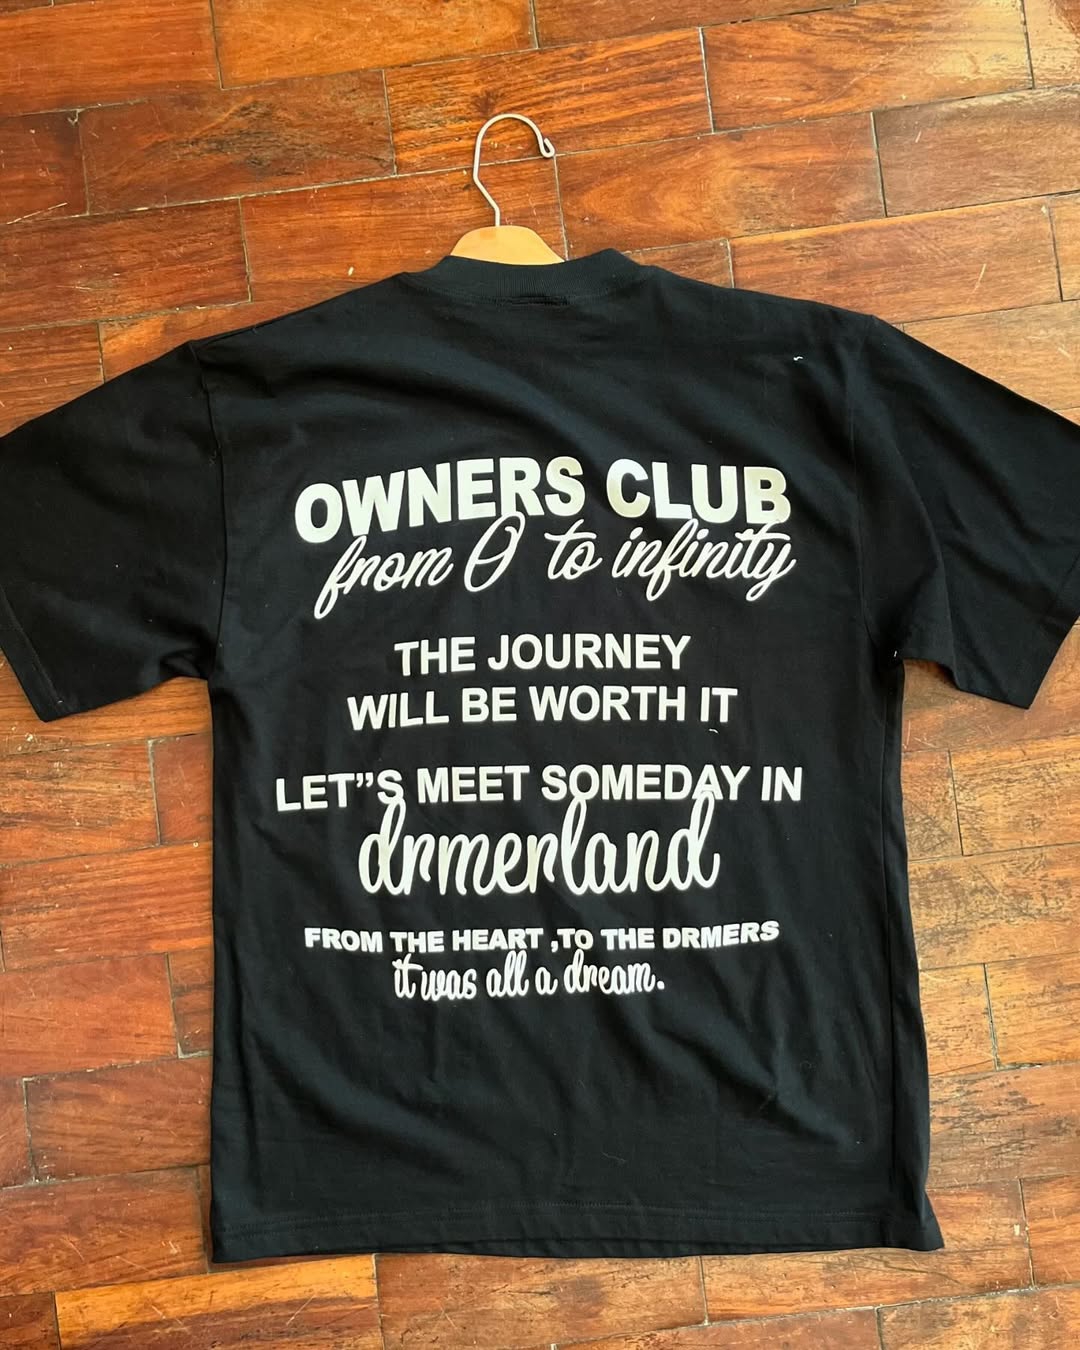 OWNERS CLUB
from 0 to infinity
THE JOURNEY
WILL BE WORTH IT
LET"S MEET SOMEDAY IN
drmerland
FROM THE HEART ,TO THE DRMERS
it was all a dream.